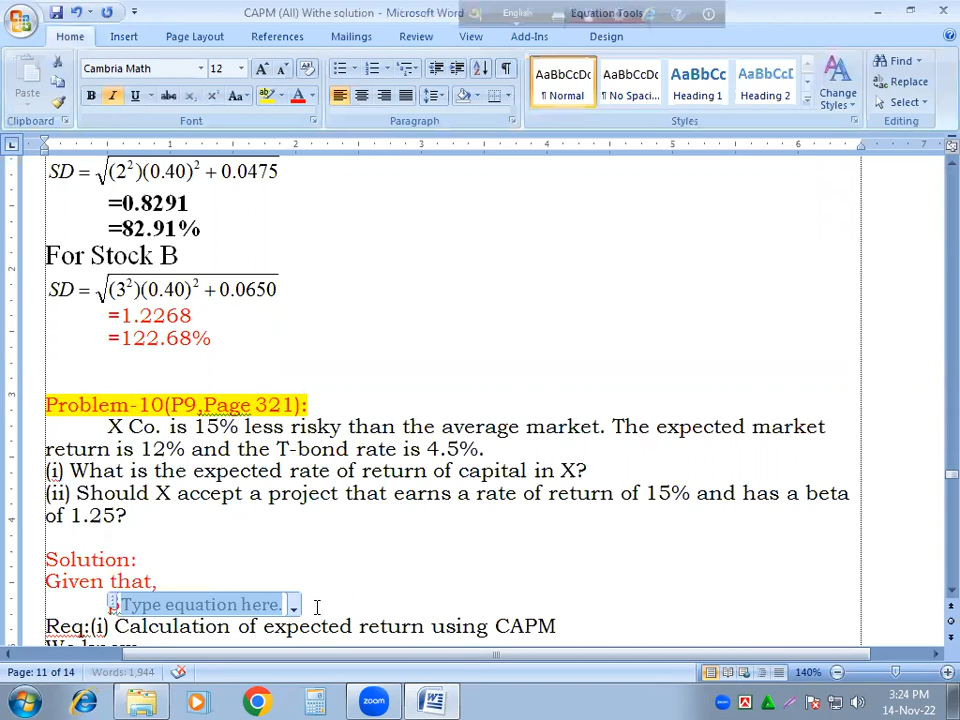 CAPM (All) Withe solution - Microsoft Word
English
Equation Tools
Home
Insert
Page Layout
References
Mailings
Review
View
Add-Ins
Design
Paste
Cambria Math
12
AaBbCcDc
AaBbCcDc
AaBbCc
AaBbCcD
¶ Normal
¶ No Spaci...
Heading 1
Heading 2
Change
Styles
Find
Replace
Select
Clipboard
Font
Paragraph
Styles
Editing
SD = √(2²)(0.40)² + 0.0475
=0.8291
=82.91%
For Stock B
SD = √(3²)(0.40)² + 0.0650
=1.2268
=122.68%
Problem-10(P9,Page 321):
X Co. is 15% less risky than the average market. The expected market
return is 12% and the T-bond rate is 4.5%.
(i) What is the expected rate of return of capital in X?
(ii) Should X accept a project that earns a rate of return of 15% and has a beta
of 1.25?
Solution:
Given that,
Type equation here.
Req:(i) Calculation of expected return using CAPM
Page: 11 of 14
Words: 1,944
140%
zoom
3:24 PM
14-Nov-22